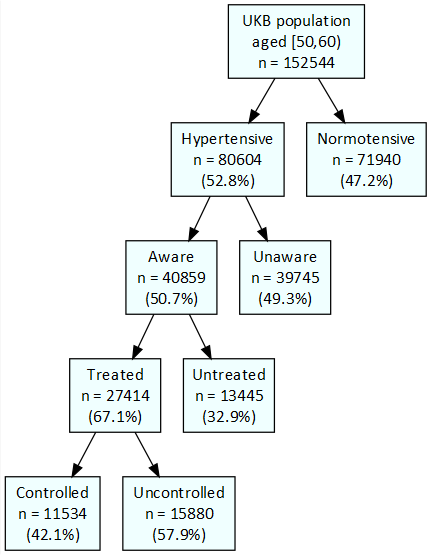 UKB population
aged [50,60)
n = 152544
Hypertensive
n = 80604
(52.8%)
Normotensive
n = 71940
(47.2%)
Aware
n = 40859
(50.7%)
Unaware
n = 39745
(49.3%)
Treated
n = 27414
(67.1%)
Untreated
n = 13445
(32.9%)
Controlled
n = 11534
(42.1%)
Uncontrolled
n = 15880
(57.9%)